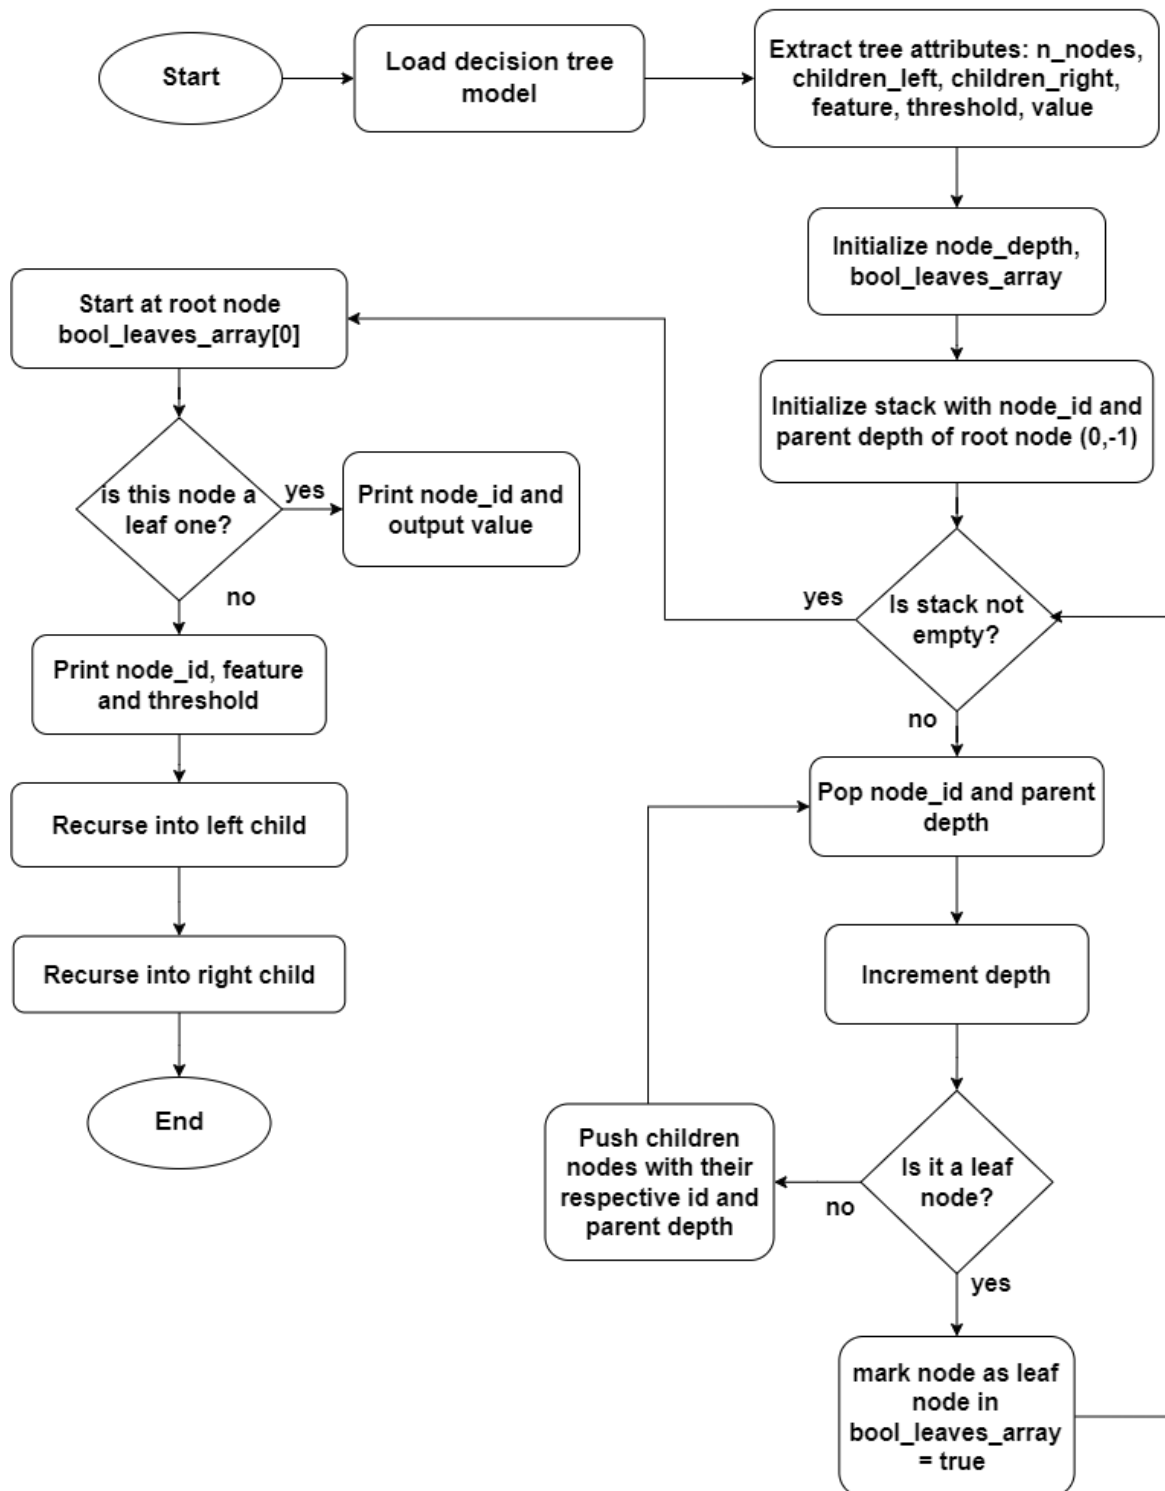 Start
Load decision tree
model
Extract tree attributes: n_nodes,
children_left, children_right,
feature, threshold, value
Initialize node_depth,
bool_leaves_array
Initialize stack with node_id and
parent depth of root node (0,-1)
Is stack not
empty?
yes
no
Start at root node
bool_leaves_array[0]
is this node a
leaf one?
yes
Print node_id and
output value
no
Print node_id, feature
and threshold
Recurse into left child
Recurse into right child
End
Pop node_id and parent
depth
Increment depth
Is it a leaf
node?
no
Push children
nodes with their
respective id and
parent depth
yes
mark node as leaf
node in
bool_leaves_array
= true